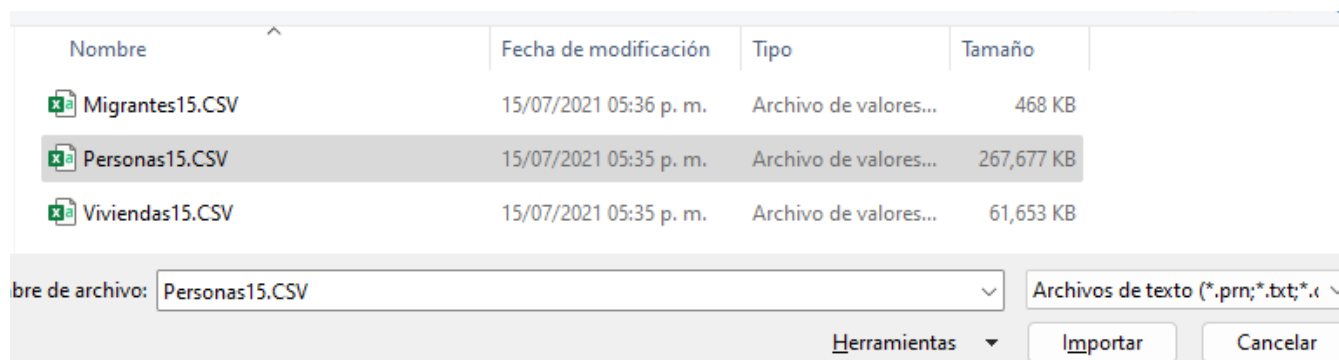 Nombre Fecha de modificación Tipo Tamaño
Migrantes15.CSV 15/07/2021 05:36 p. m. Archivo de valores... 468 KB
Personas15.CSV 15/07/2021 05:35 p. m. Archivo de valores... 267,677 KB
Viviendas15.CSV 15/07/2021 05:35 p. m. Archivo de valores... 61,653 KB
bre de archivo: Personas15.CSV Archivos de texto (*.prn;*.txt;*.c
Herramientas Importar Cancelar